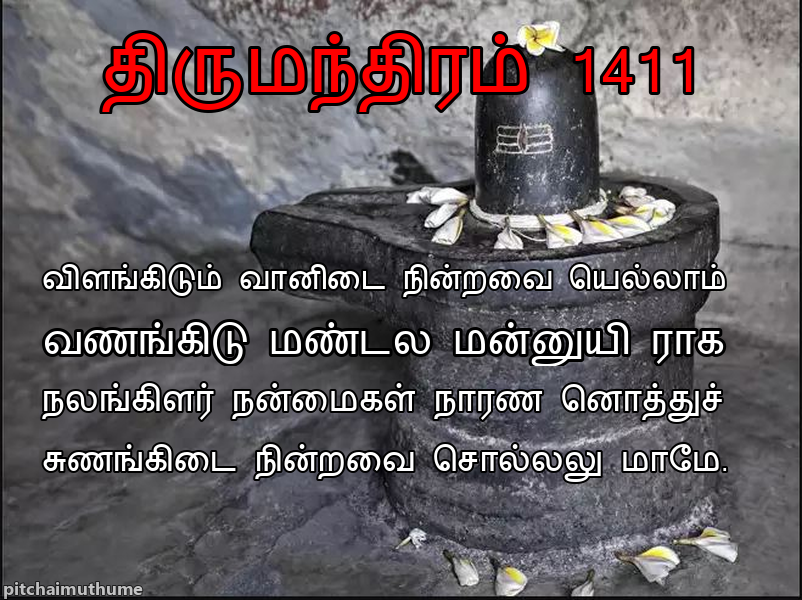 திருமந்திரம் 1411
விளங்கிடும் வானிடை நின்றவை யெல்லாம்
வணங்கிடு மண்டல மன்னுயி ராக
நலங்கிளர் நன்மைகள் நாரண னொத்துச்
சுணங்கிடை நின்றவை சொல்லலு மாமே.
pitchaimuthume